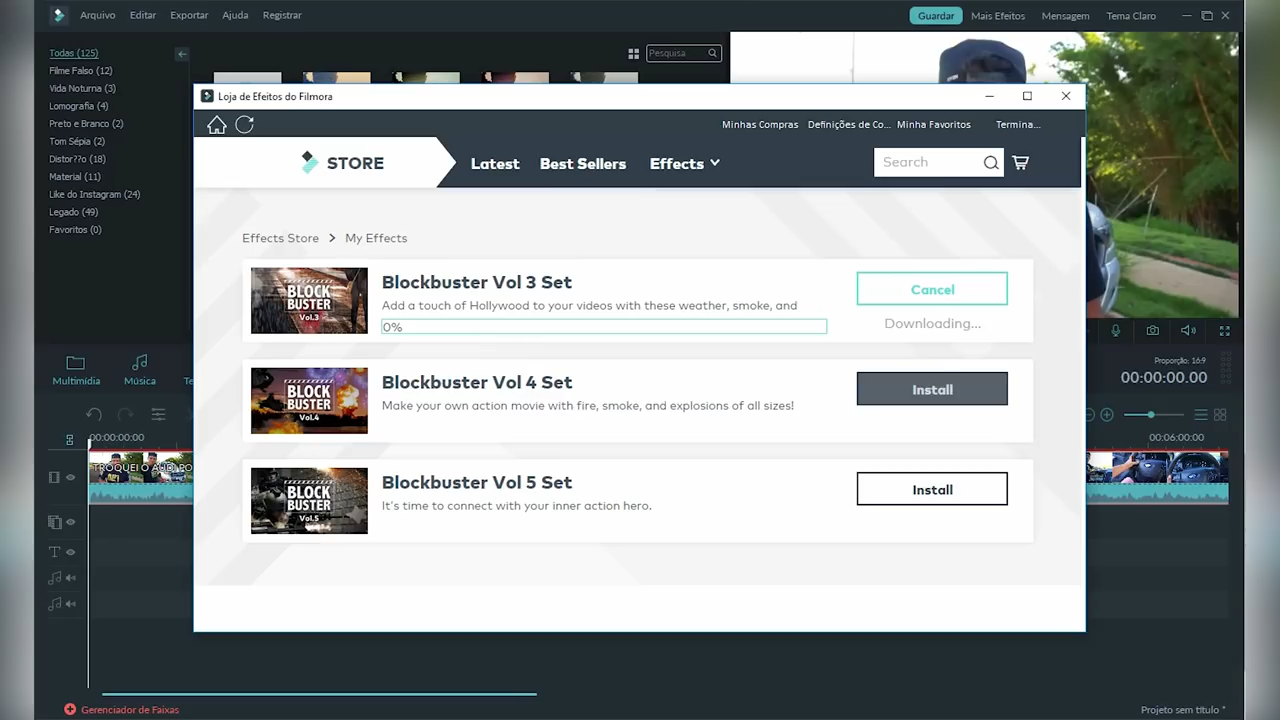 Arquivo Editar Exportar Ajuda Registrar
Guardar Mais Efeitos Mensagem Tema Claro
Todas (125)
Filme Falso (12)
Vida Noturna (3)
Lomografia (4)
Preto e Branco (2)
Tom Sépia (2)
Distor??o (18)
Material (11)
Like do Instagram (24)
Legado (49)
Favoritos (0)
Pesquisa
Loja de Efeitos do Filmora
Minhas Compras Definições de Co... Minha Favoritos Termina...
STORE Latest Best Sellers Effects Search
Effects Store > My Effects
BLOCK BUSTER Vol.3
Blockbuster Vol 3 Set
Add a touch of Hollywood to your videos with these weather, smoke, and
0%
Cancel
Downloading...
BLOCK BUSTER Vol.4
Blockbuster Vol 4 Set
Make your own action movie with fire, smoke, and explosions of all sizes!
Install
BLOCK BUSTER Vol.5
Blockbuster Vol 5 Set
It's time to connect with your inner action hero.
Install
Multimídia Música Te
Proporção: 16:9
00:00:00.00
00:00:00:00
00:06:00:00
TROQUEI O AUDI PO
Gerenciador de Faixas
Projeto sem título *